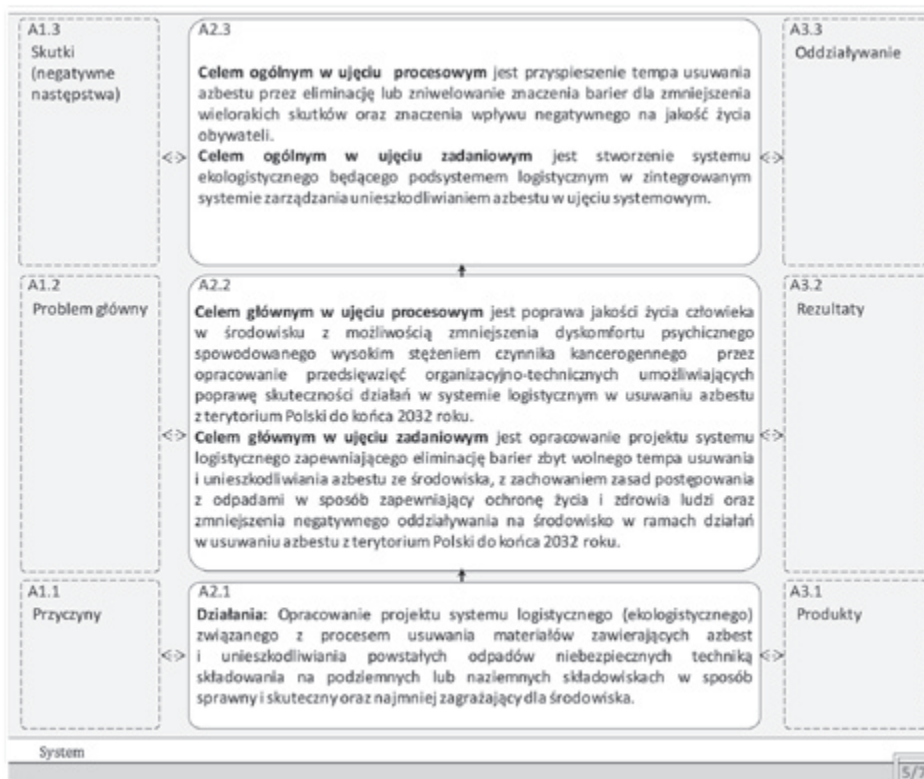 A1.3
Skutki
(negatywne
następstwa)
A2.3
Celem ogólnym w ujęciu procesowym jest przyspieszenie tempa usuwania
azbestu przez eliminację lub zniwelowanie znaczenia barier dla zmniejszenia
wielorakich skutków oraz znaczenia wpływu negatywnego na jakość życia
obywateli.
Celem ogólnym w ujęciu zadaniowym jest stworzenie systemu
ekologistycznego będącego podsystemem logistycznym w zintegrowanym
systemie zarządzania unieszkodliwianiem azbestu w ujęciu systemowym.
A3.3
Oddziaływanie
A1.2
Problem główny
A2.2
Celem głównym w ujęciu procesowym jest poprawa jakości życia człowieka
w środowisku z możliwością zmniejszenia dyskomfortu psychicznego
spowodowanego wysokim stężeniem czynnika kancerogennego przez
opracowanie przedsięwzięć organizacyjno-technicznych umożliwiających
poprawę skuteczności działań w systemie logistycznym w usuwaniu azbestu
z terytorium Polski do końca 2032 roku.
Celem głównym w ujęciu zadaniowym jest opracowanie projektu systemu
logistycznego zapewniającego eliminację barier zbyt wolnego tempa usuwania
i unieszkodliwiania azbestu ze środowiska, z zachowaniem zasad postępowania
z odpadami w sposób zapewniający ochronę życia i zdrowia ludzi oraz
zmniejszenia negatywnego oddziaływania na środowisko w ramach działań
w usuwaniu azbestu z terytorium Polski do końca 2032 roku.
A3.2
Rezultaty
A1.1
Przyczyny
A2.1
Działania: Opracowanie projektu systemu logistycznego (ekologistycznego)
związanego z procesem usuwania materiałów zawierających azbest
i unieszkodliwiania powstałych odpadów niebezpiecznych techniką
składowania na podziemnych lub naziemnych składowiskach w sposób
sprawny i skuteczny oraz najmniej zagrażający dla środowiska.
A3.1
Produkty
System